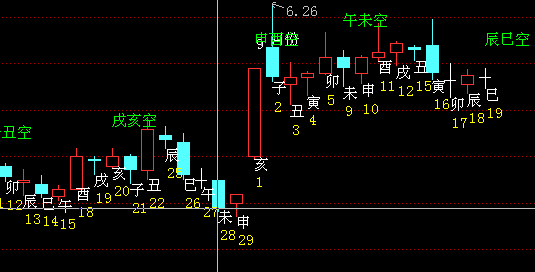 6.26
午未空
申酉空
9月份
辰巳空
戌亥空
丑空
卯 12
辰 13
巳 14
午 15
酉 18
戌 19
亥 20
子 21
丑 22
辰 25
巳 26
午 27
未 28
申 29
亥 1
子 2
丑 3
寅 4
卯 5
未 9
申 10
酉 11
戌 12
丑 15
寅 16
卯 17
辰 18
巳 19